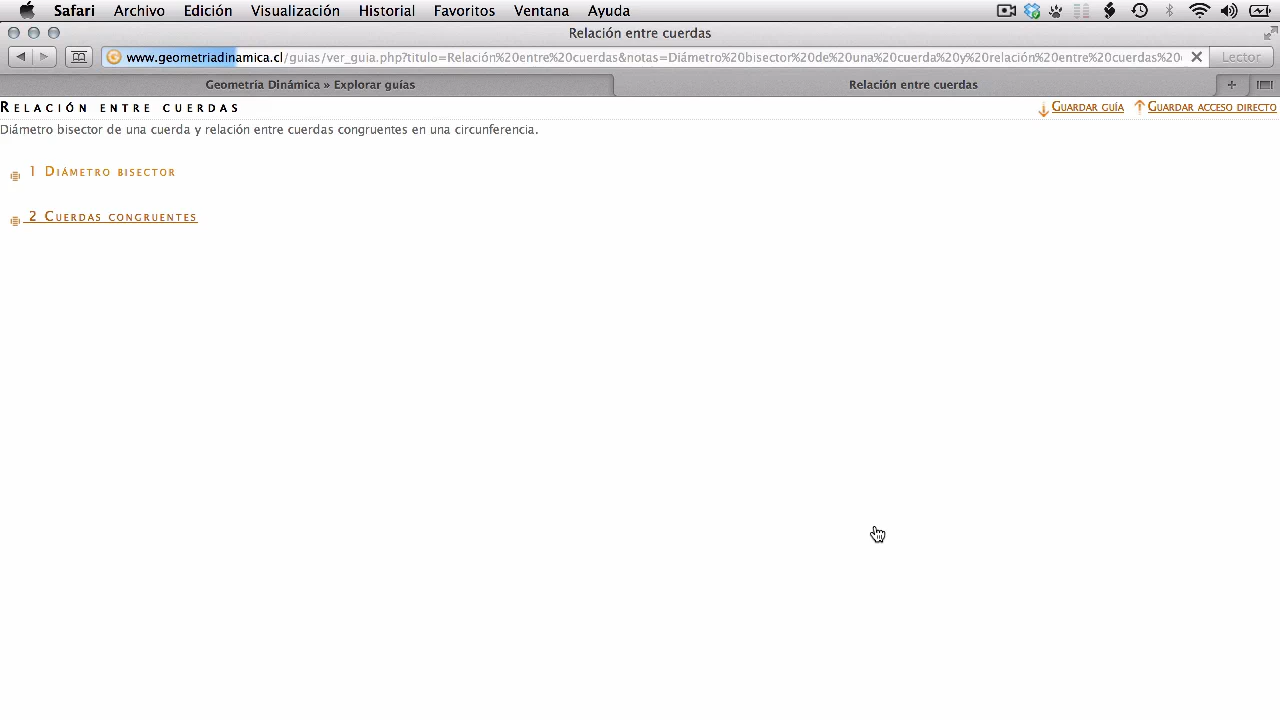 Safari Archivo Edición Visualización Historial Favoritos Ventana Ayuda
Relación entre cuerdas
www.geometriadinamica.cl/guias/ver_guia.php?titulo=Relación%20entre%20cuerdas&notas=Diámetro%20bisector%20de%20una%20cuerda%20y%20relación%20entre%20cuerdas%20 Lector
Geometría Dinámica » Explorar guías Relación entre cuerdas
Relación entre cuerdas Guardar guía Guardar acceso directo
Diámetro bisector de una cuerda y relación entre cuerdas congruentes en una circunferencia.
1 Diámetro bisector
2 Cuerdas congruentes